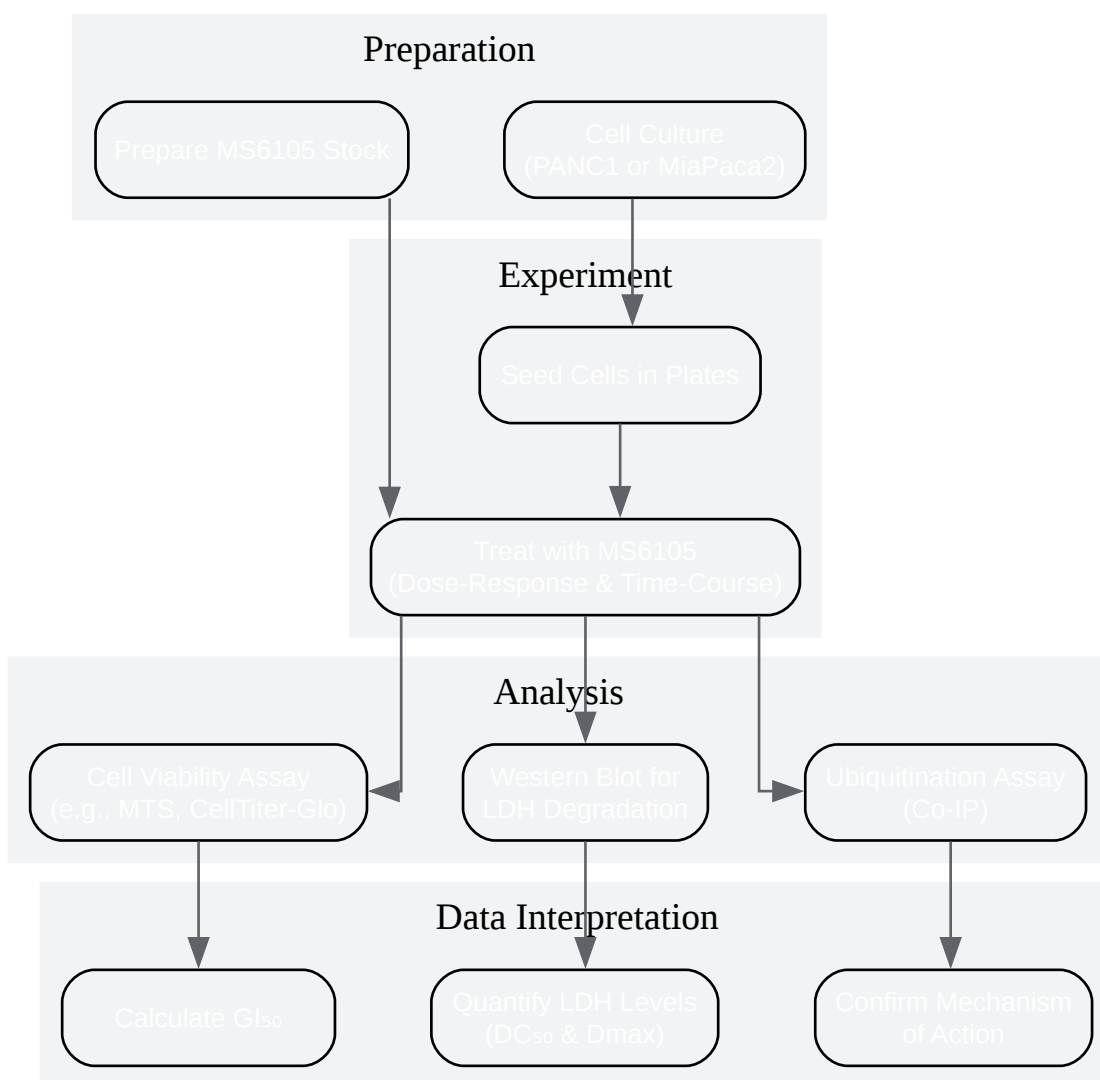 Preparation
Prepare MS6105 Stock
Cell Culture
(PANC1 or MiaPaca2)
Experiment
Seed Cells in Plates
Treat with MS6105
(Dose-Response & Time-Course)
Analysis
Cell Viability Assay
(e.g., MTS, CellTiter-Glo)
Western Blot for
LDH Degradation
Ubiquitination Assay
(Co-IP)
Data Interpretation
Calculate GI₅₀
Quantify LDH Levels
(DC₅₀ & Dmax)
Confirm Mechanism
of Action